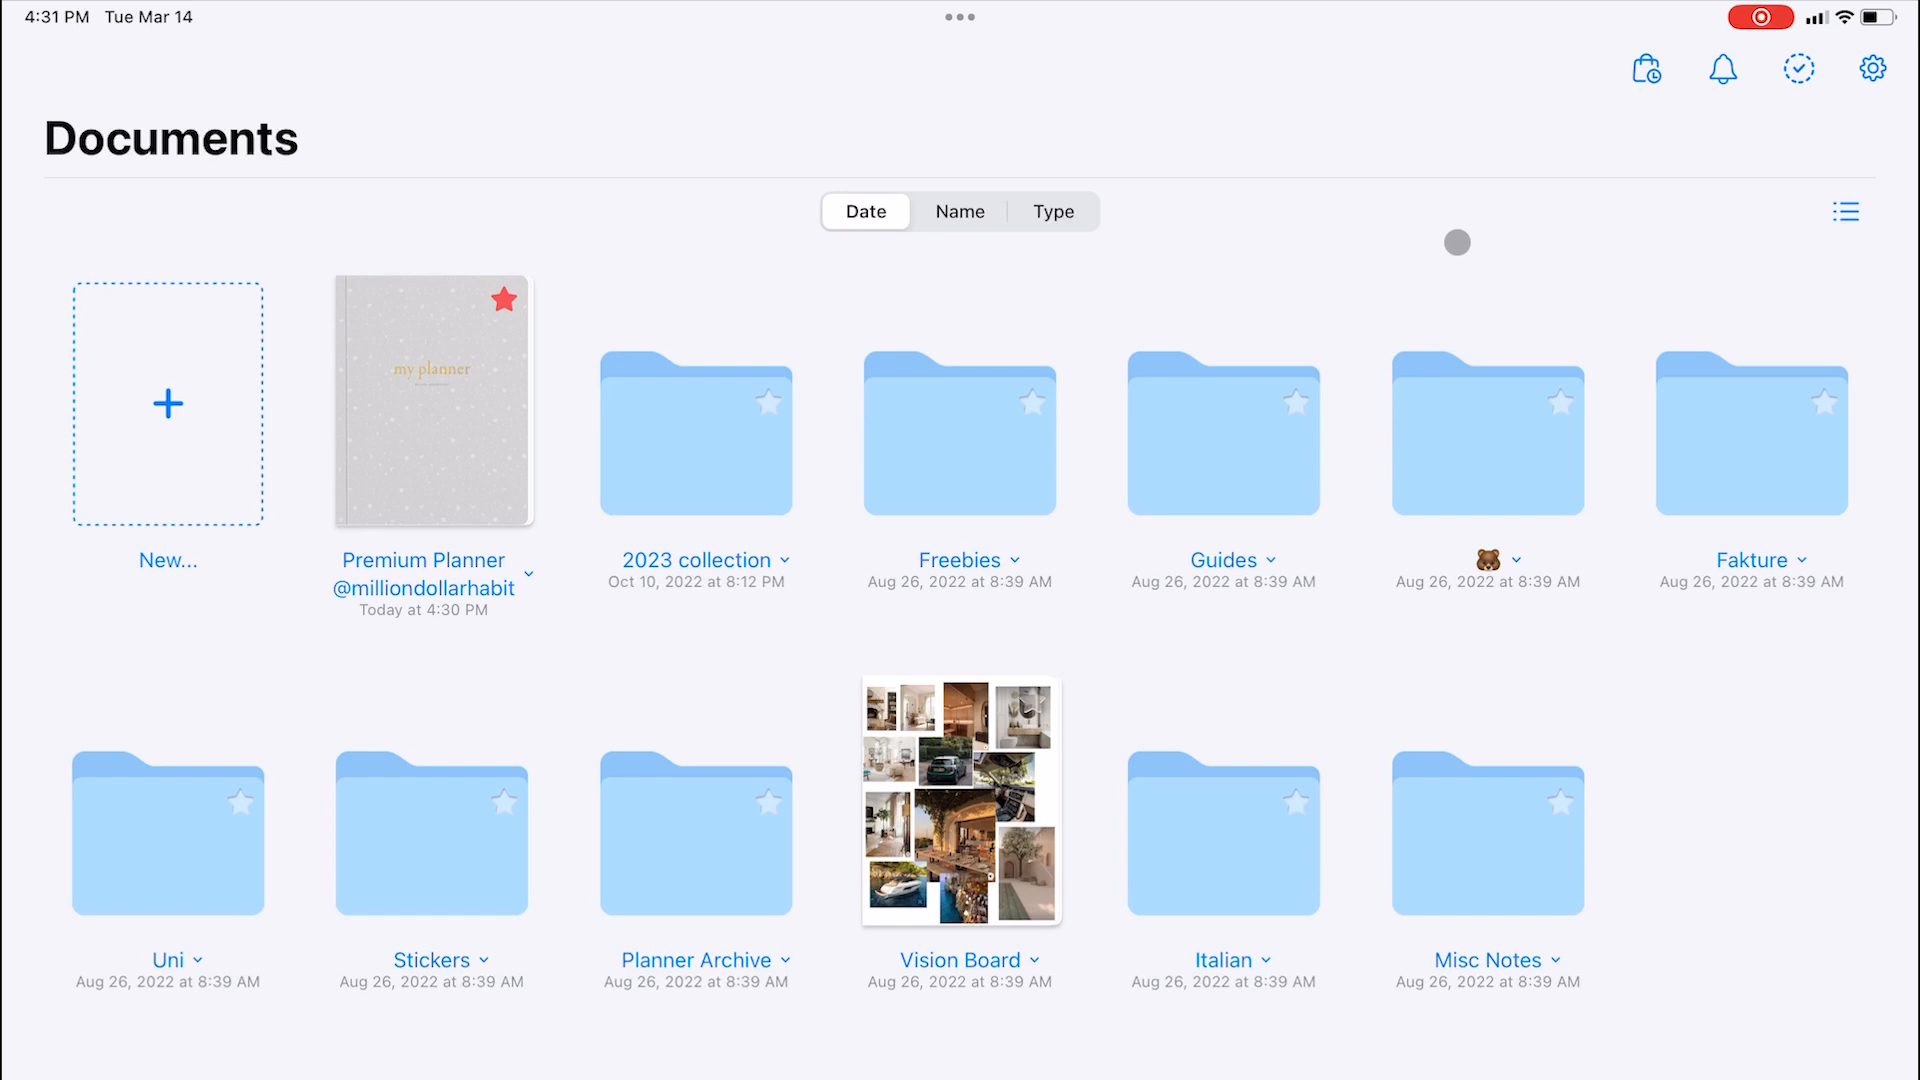 4:31 PM Tue Mar 14
Documents
Date Name Type
my planner
New...
Premium Planner
@milliondollarhabit
Today at 4:30 PM
2023 collection
Oct 10, 2022 at 8:12 PM
Freebies
Aug 26, 2022 at 8:39 AM
Guides
Aug 26, 2022 at 8:39 AM
🐻
Aug 26, 2022 at 8:39 AM
Fakture
Aug 26, 2022 at 8:39 AM
Uni
Aug 26, 2022 at 8:39 AM
Stickers
Aug 26, 2022 at 8:39 AM
Planner Archive
Aug 26, 2022 at 8:39 AM
Vision Board
Aug 26, 2022 at 8:39 AM
Italian
Aug 26, 2022 at 8:39 AM
Misc Notes
Aug 26, 2022 at 8:39 AM